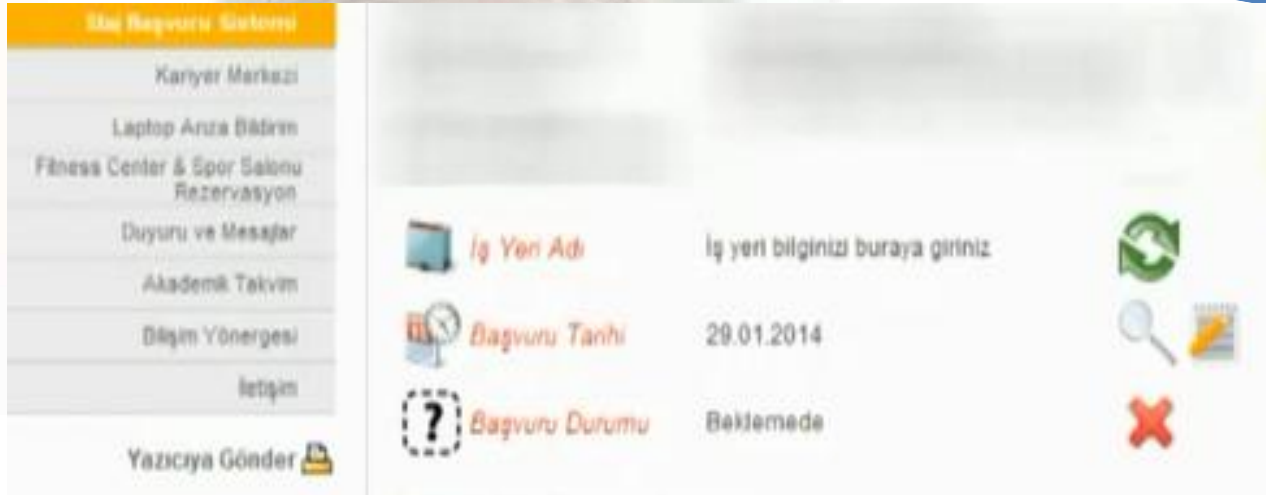 Staj Başvuru Sistemi
Kariyer Merkezi
Laptop Arıza Bildirim
Fitness Center & Spor Salonu
Rezervasyon
Duyuru ve Mesajlar
Akademik Takvim
Bilişim Yönergesi
İletişim
Yazıcıya Gönder
İş Yeri Adı
İş yeri bilginizi buraya giriniz
Başvuru Tarihi
29.01.2014
Başvuru Durumu
Beklemede